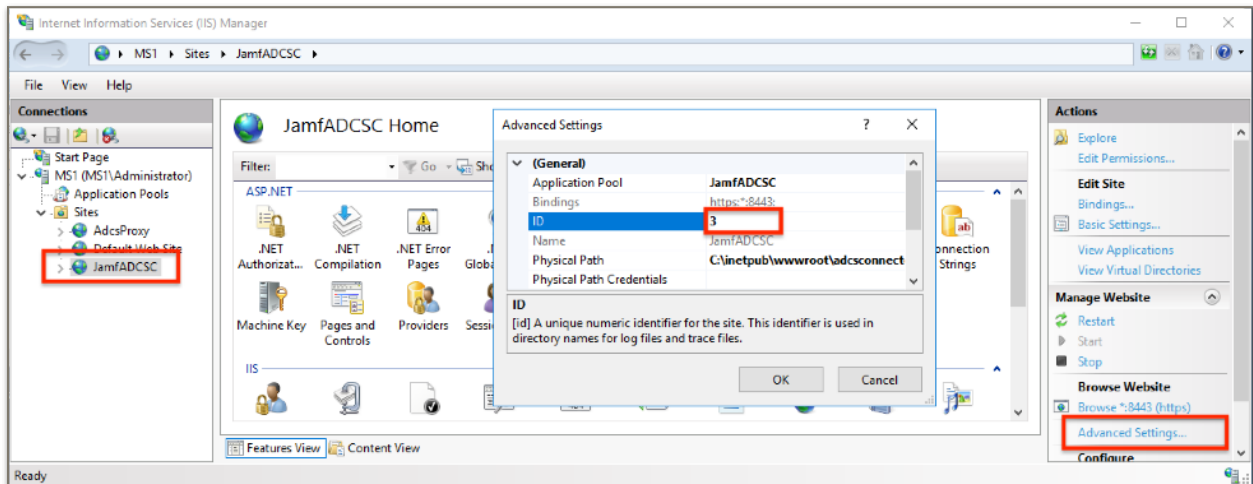 Internet Information Services (IIS) Manager
MS1 Sites JamfADCSC
File View Help
Connections
Start Page
MS1 (MS1\Administrator)
Application Pools
Sites
AdcsProxy
Default Web Site
JamfADCSC
JamfADCSC Home
Filter: Go Sho
ASP.NET
.NET Authorizat...
.NET Compilation
.NET Error Pages
Connection Strings
Machine Key
Pages and Controls
Providers
IIS
Features View Content View
Ready
Advanced Settings ?
(General)
Application Pool JamfADCSC
Bindings https:*:8443:
ID 3
Name JamfADCSC
Physical Path C:\inetpub\wwwroot\adcsconnect
Physical Path Credentials
ID
[id] A unique numeric identifier for the site. This identifier is used in
directory names for log files and trace files.
OK Cancel
Actions
Explore
Edit Permissions...
Edit Site
Bindings...
Basic Settings...
View Applications
View Virtual Directories
Manage Website
Restart
Start
Stop
Browse Website
Browse *:8443 (https)
Advanced Settings...
Configure